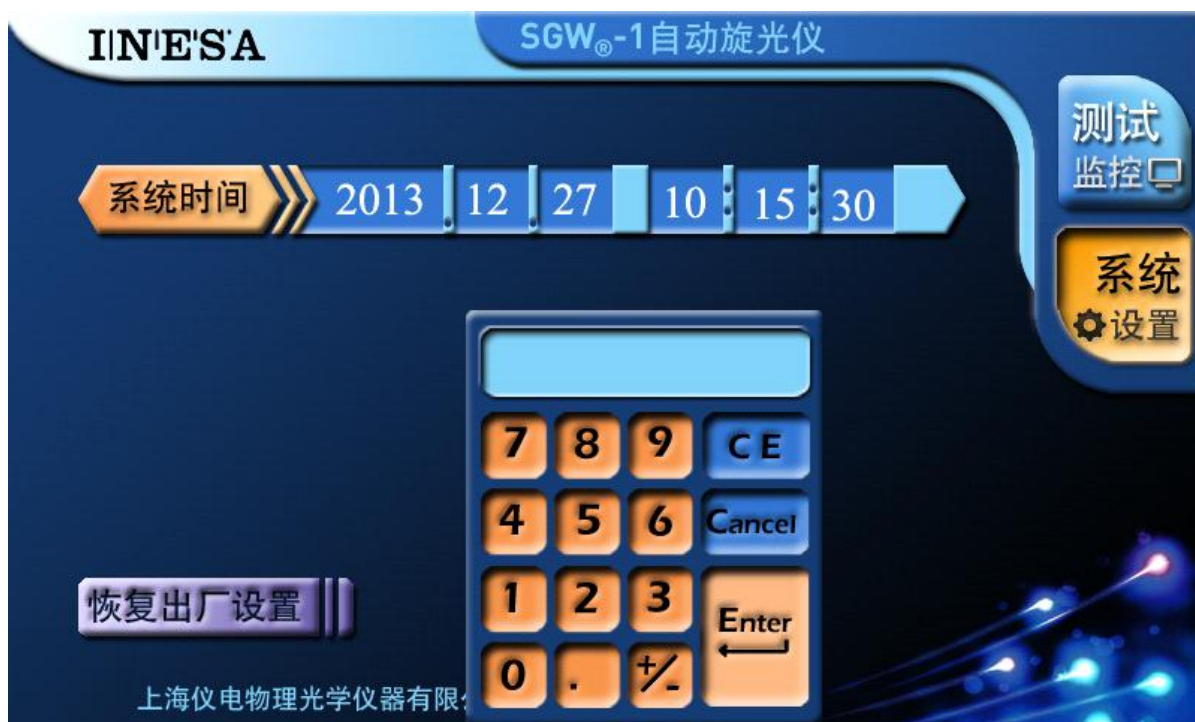 INESA
SGW®-1自动旋光仪
测试
监控
系统时间 2013.12.27 10:15:30
系统
设置
7 8 9 CE
4 5 6 Cancel
1 2 3 Enter
0 . +/-
恢复出厂设置
上海仪电物理光学仪器有限